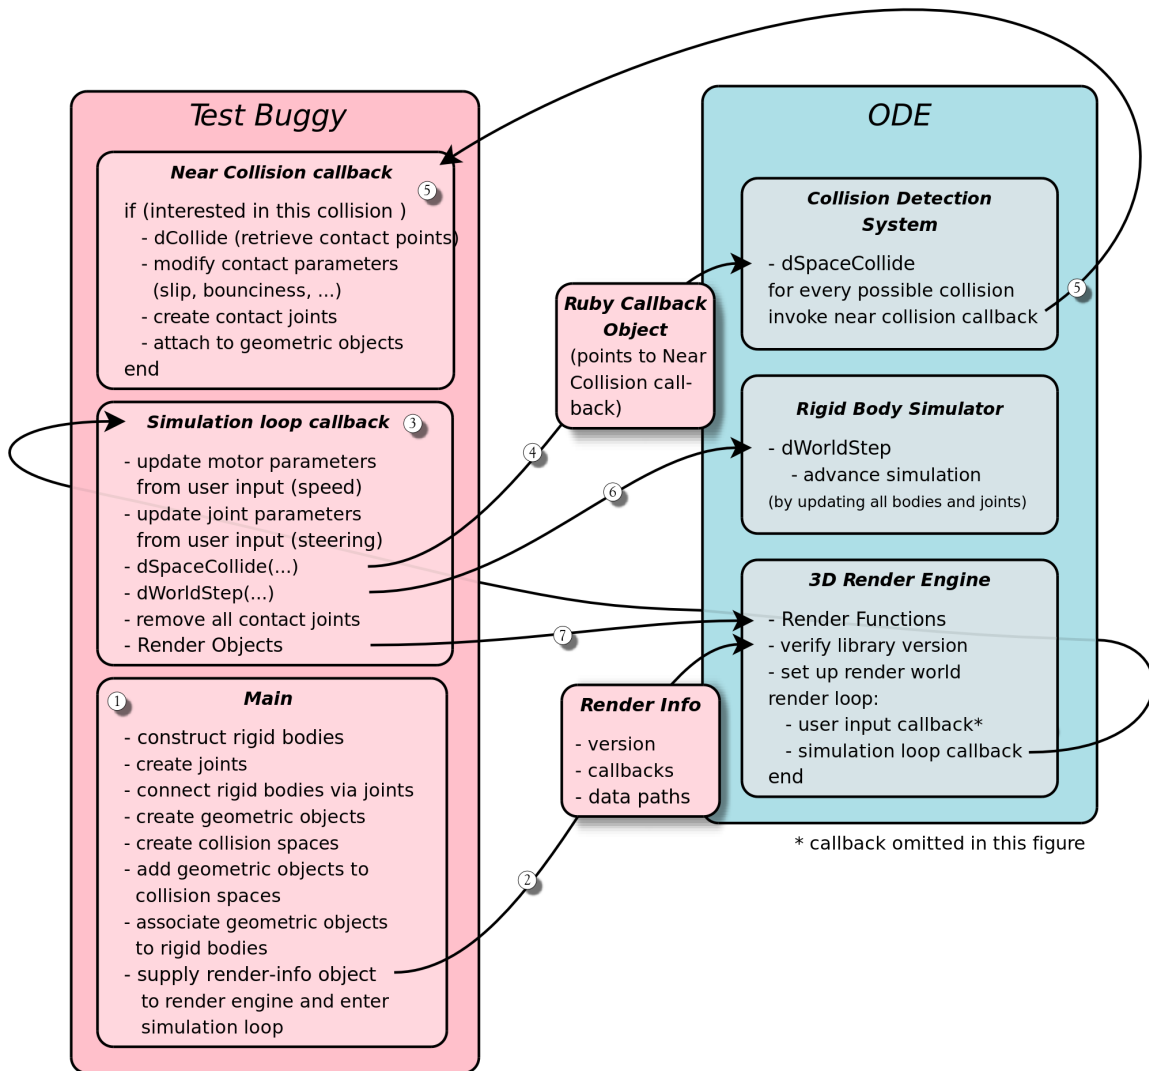 Test Buggy
Near Collision callback
5
if (interested in this collision )
- dCollide (retrieve contact points)
- modify contact parameters
(slip, bounciness, ...)
- create contact joints
- attach to geometric objects
end
Simulation loop callback
3
- update motor parameters
from user input (speed)
- update joint parameters
from user input (steering)
- dSpaceCollide(...)
- dWorldStep(...)
- remove all contact joints
- Render Objects
1
Main
- construct rigid bodies
- create joints
- connect rigid bodies via joints
- create geometric objects
- create collision spaces
- add geometric objects to
collision spaces
- associate geometric objects
to rigid bodies
- supply render-info object
to render engine and enter
simulation loop
Ruby Callback
Object
(points to Near
Collision call-
back)
4
6
7
Render Info
- version
- callbacks
- data paths
2
ODE
Collision Detection
System
- dSpaceCollide
for every possible collision
invoke near collision callback
5
Rigid Body Simulator
- dWorldStep
- advance simulation
(by updating all bodies and joints)
3D Render Engine
- Render Functions
- verify library version
- set up render world
render loop:
- user input callback*
- simulation loop callback
end
* callback omitted in this figure